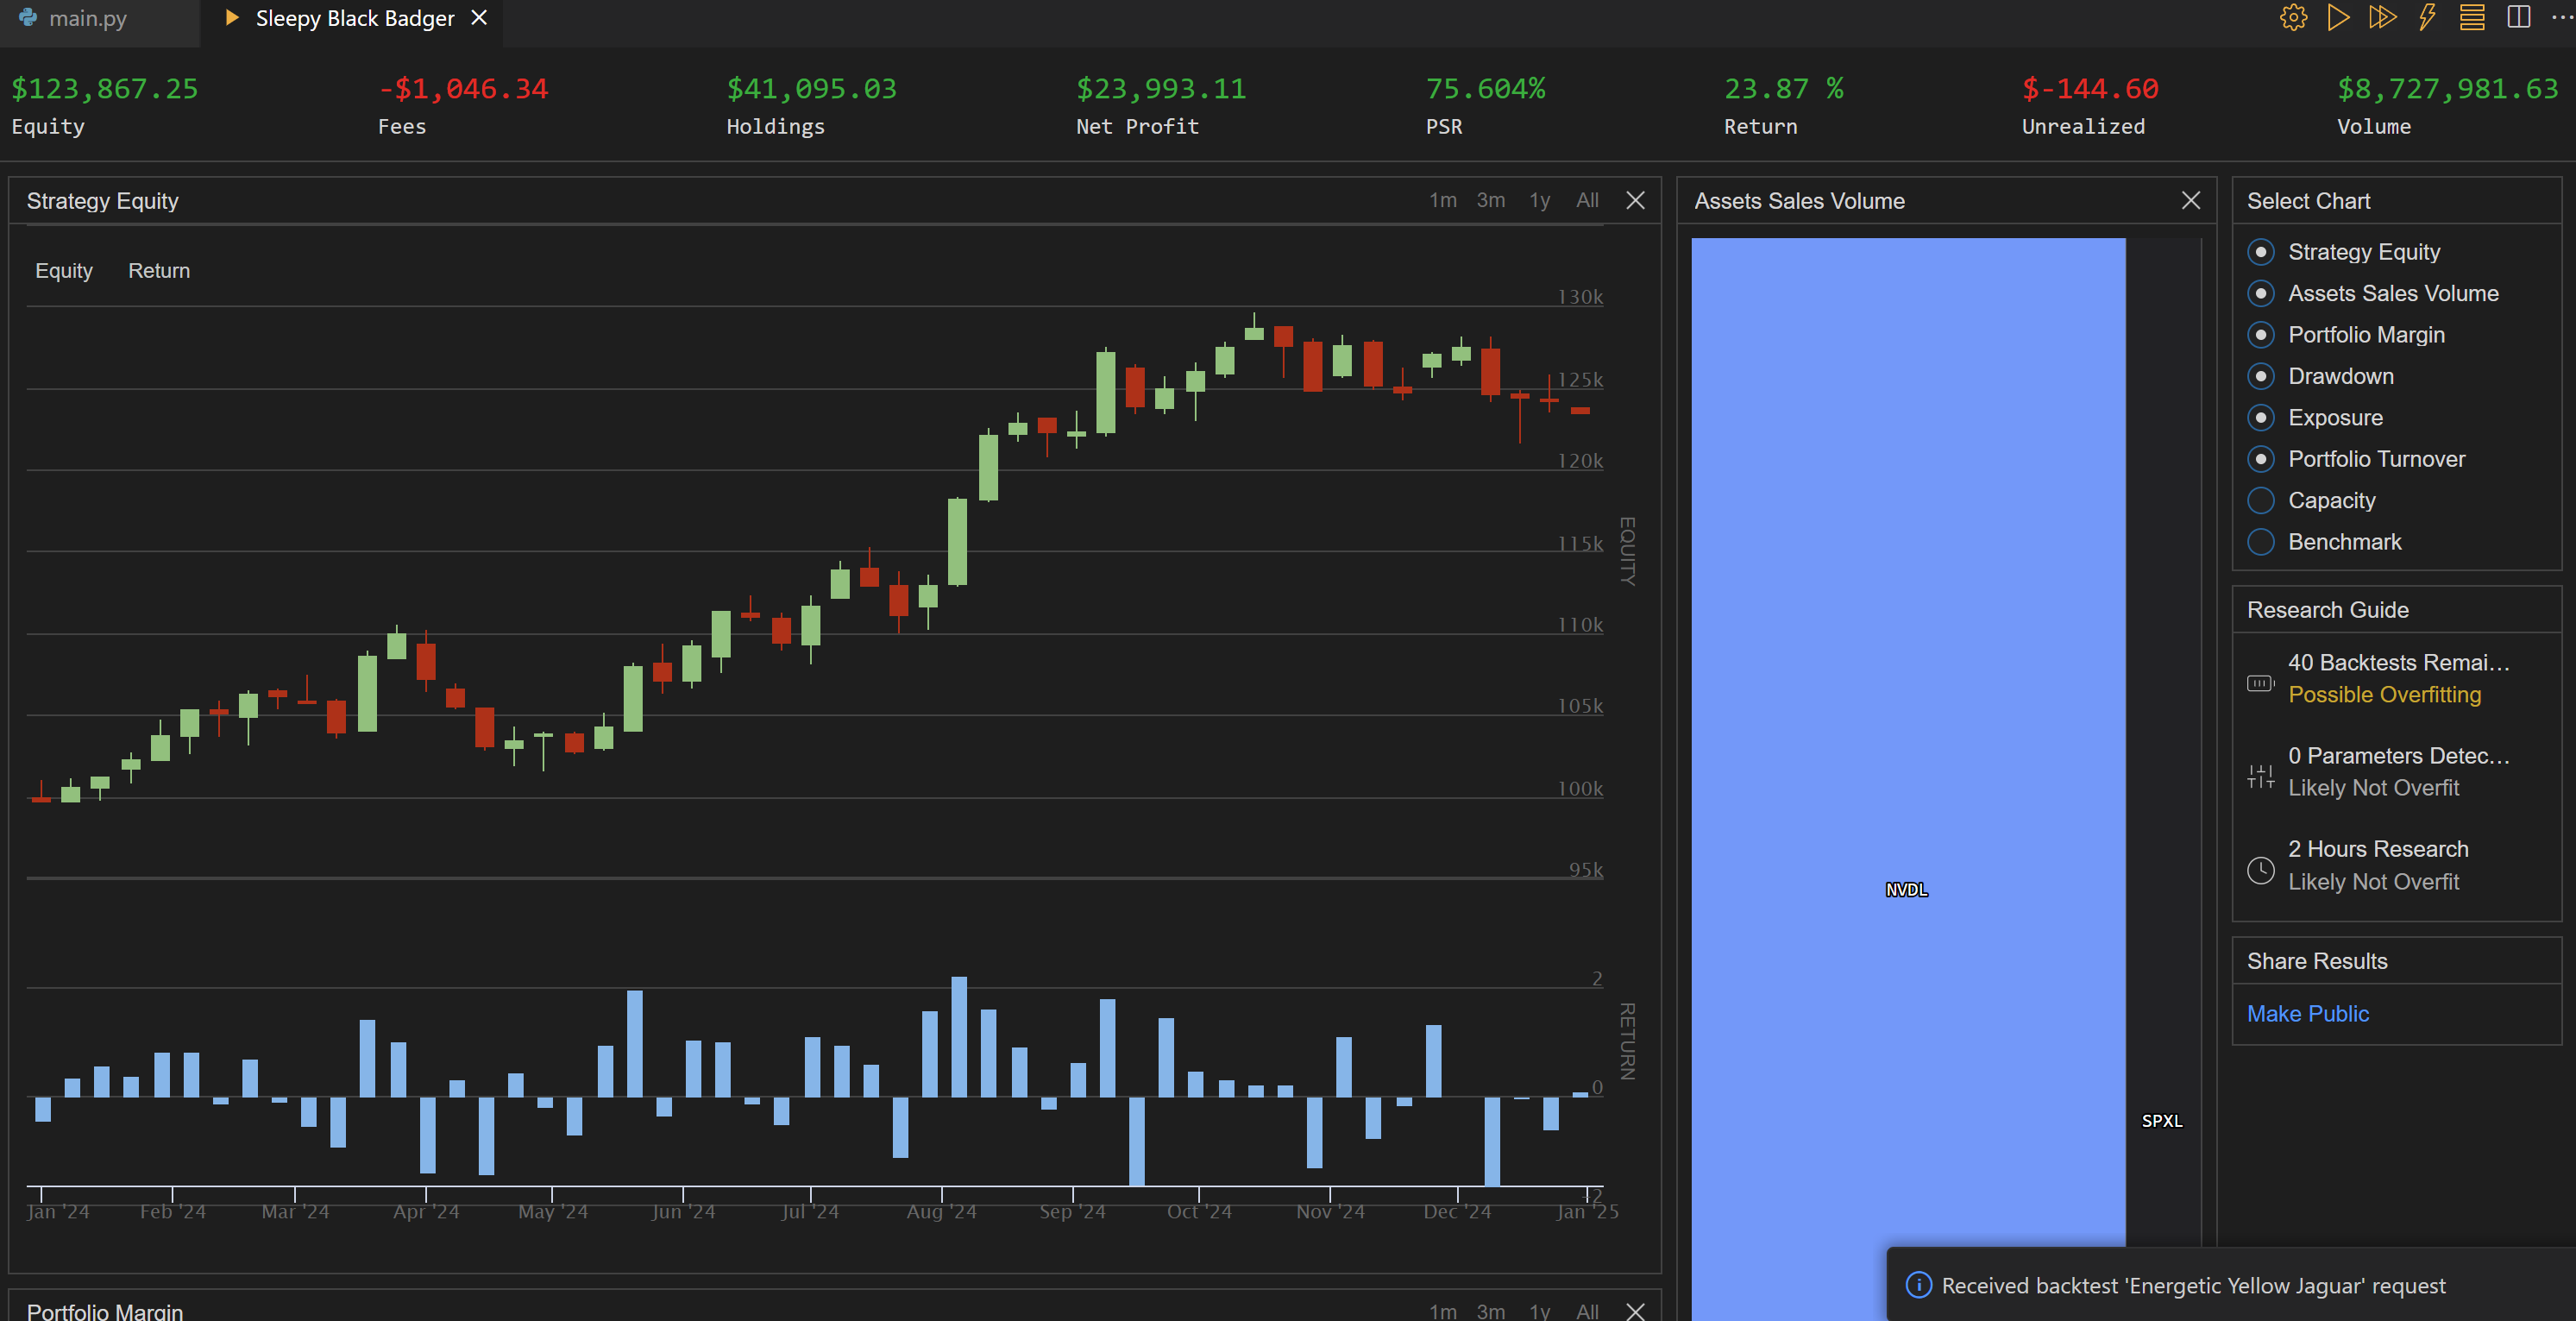 main.py
Sleepy Black Badger
$123,867.25
Equity
-$1,046.34
Fees
$41,095.03
Holdings
$23,993.11
Net Profit
75.604%
PSR
23.87 %
Return
$-144.60
Unrealized
$8,727,981.63
Volume
Strategy Equity
1m 3m 1y All
Equity Return
130k
125k
120k
115k
110k
105k
100k
95k
EQUITY
2
0
-2
RETURN
Jan '24 Feb '24 Mar '24 Apr '24 May '24 Jun '24 Jul '24 Aug '24 Sep '24 Oct '24 Nov '24 Dec '24 Jan '25
Portfolio Margin
1m 3m 1y All
Assets Sales Volume
NVDL
SPXL
Select Chart
Strategy Equity
Assets Sales Volume
Portfolio Margin
Drawdown
Exposure
Portfolio Turnover
Capacity
Benchmark
Research Guide
40 Backtests Remai...
Possible Overfitting
0 Parameters Detec...
Likely Not Overfit
2 Hours Research
Likely Not Overfit
Share Results
Make Public
Received backtest 'Energetic Yellow Jaguar' request